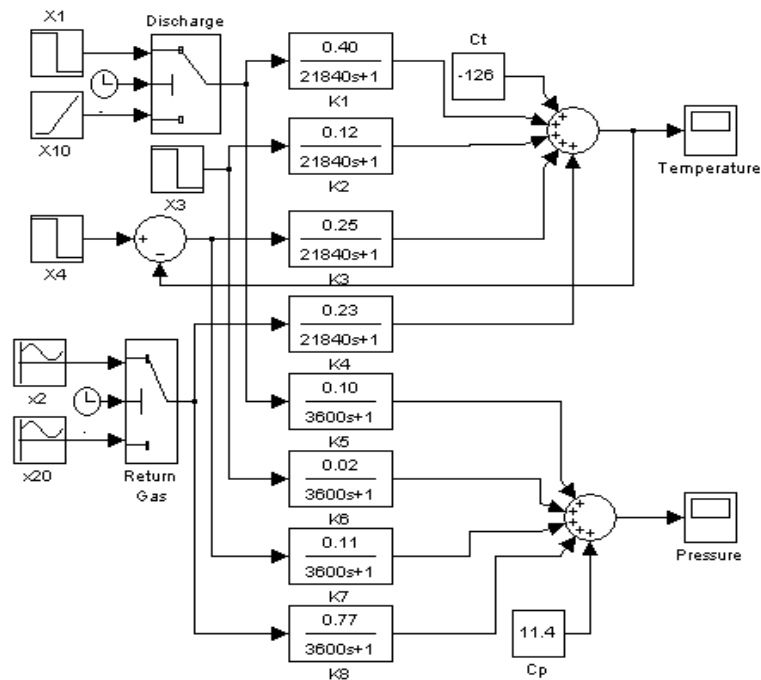 X1
Discharge
X10
X3
X4
x2
x20
Return
Gas
0.40
21840s+1
K1
0.12
21840s+1
K2
0.25
21840s+1
K3
0.23
21840s+1
K4
0.10
3600s+1
K5
0.02
3600s+1
K6
0.11
3600s+1
K7
0.77
3600s+1
K8
Ct
-126
+
+
+
+
+
Temperature
+
−
+
+
+
+
+
Pressure
11.4
Cp